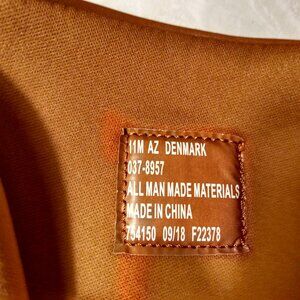 11M AZ DENMARK
037-8957
ALL MAN MADE MATERIALS
MADE IN CHINA
754150 09/18 F22378